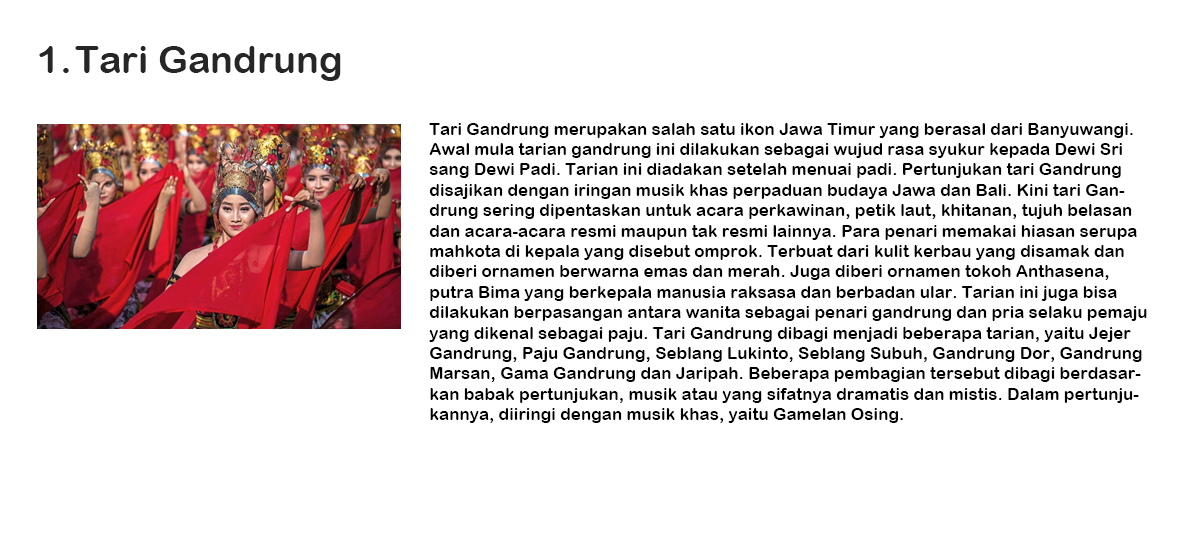 1. Tari Gandrung
Tari Gandrung merupakan salah satu ikon Jawa Timur yang berasal dari Banyuwangi.
Awal mula tarian gandrung ini dilakukan sebagai wujud rasa syukur kepada Dewi Sri
sang Dewi Padi. Tarian ini diadakan setelah menuai padi. Pertunjukan tari Gandrung
disajikan dengan iringan musik khas perpaduan budaya Jawa dan Bali. Kini tari Gan-
drung sering dipentaskan untuk acara perkawinan, petik laut, khitanan, tujuh belasan
dan acara-acara resmi maupun tak resmi lainnya. Para penari memakai hiasan serupa
mahkota di kepala yang disebut omprok. Terbuat dari kulit kerbau yang disamak dan
diberi ornamen berwarna emas dan merah. Juga diberi ornamen tokoh Anthasena,
putra Bima yang berkepala manusia raksasa dan berbadan ular. Tarian ini juga bisa
dilakukan berpasangan antara wanita sebagai penari gandrung dan pria selaku pemaju
yang dikenal sebagai paju. Tari Gandrung dibagi menjadi beberapa tarian, yaitu Jejer
Gandrung, Paju Gandrung, Seblang Lukinto, Seblang Subuh, Gandrung Dor, Gandrung
Marsan, Gama Gandrung dan Jaripah. Beberapa pembagian tersebut dibagi berdasar-
kan babak pertunjukan, musik atau yang sifatnya dramatis dan mistis. Dalam pertunju-
kannya, diiringi dengan musik khas, yaitu Gamelan Osing.